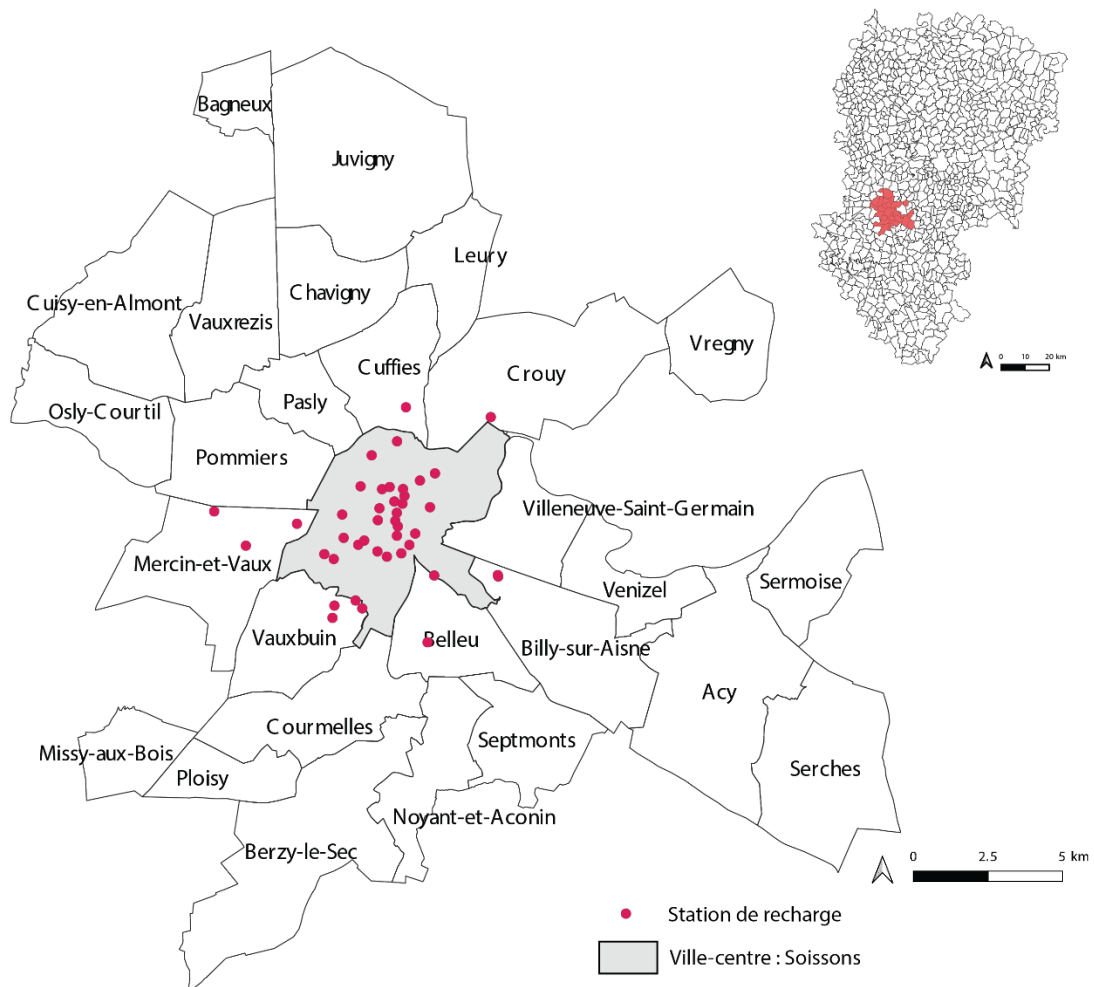 Bagneux
Juvigny
Leury
Chavigny
Cuisy-en-Almont
Vauxrezis
Vregny
Cuffies
Crouy
Pasly
Osly-Courtil
Pommiers
Villeneuve-Saint-Germain
Mercin-et-Vaux
Sermoise
Venizel
Vauxbuin
Belleu
Billy-sur-Aisne
Acy
Courmelles
Septmonts
Missy-aux-Bois
Ploisy
Serches
Noyant-et-Aconin
Berzy-le-Sec
0 10 20 km
0 2.5 5 km
Station de recharge
Ville-centre : Soissons